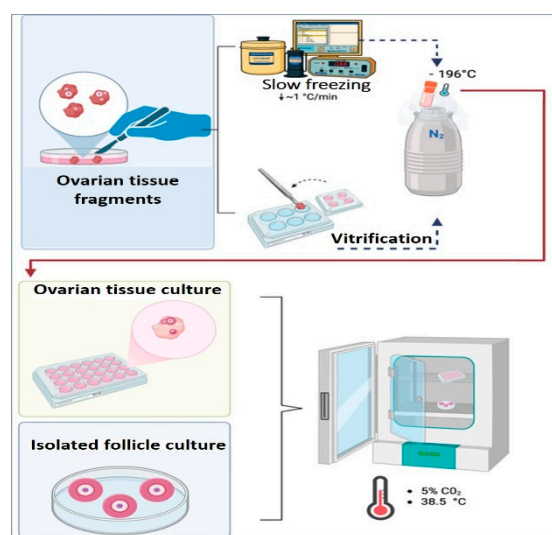 Slow freezing
↓~1 °C/min
- 196°C
N₂
Ovarian tissue
fragments
Vitrification
Ovarian tissue culture
Isolated follicle culture
• 5% CO₂
• 38.5 °C